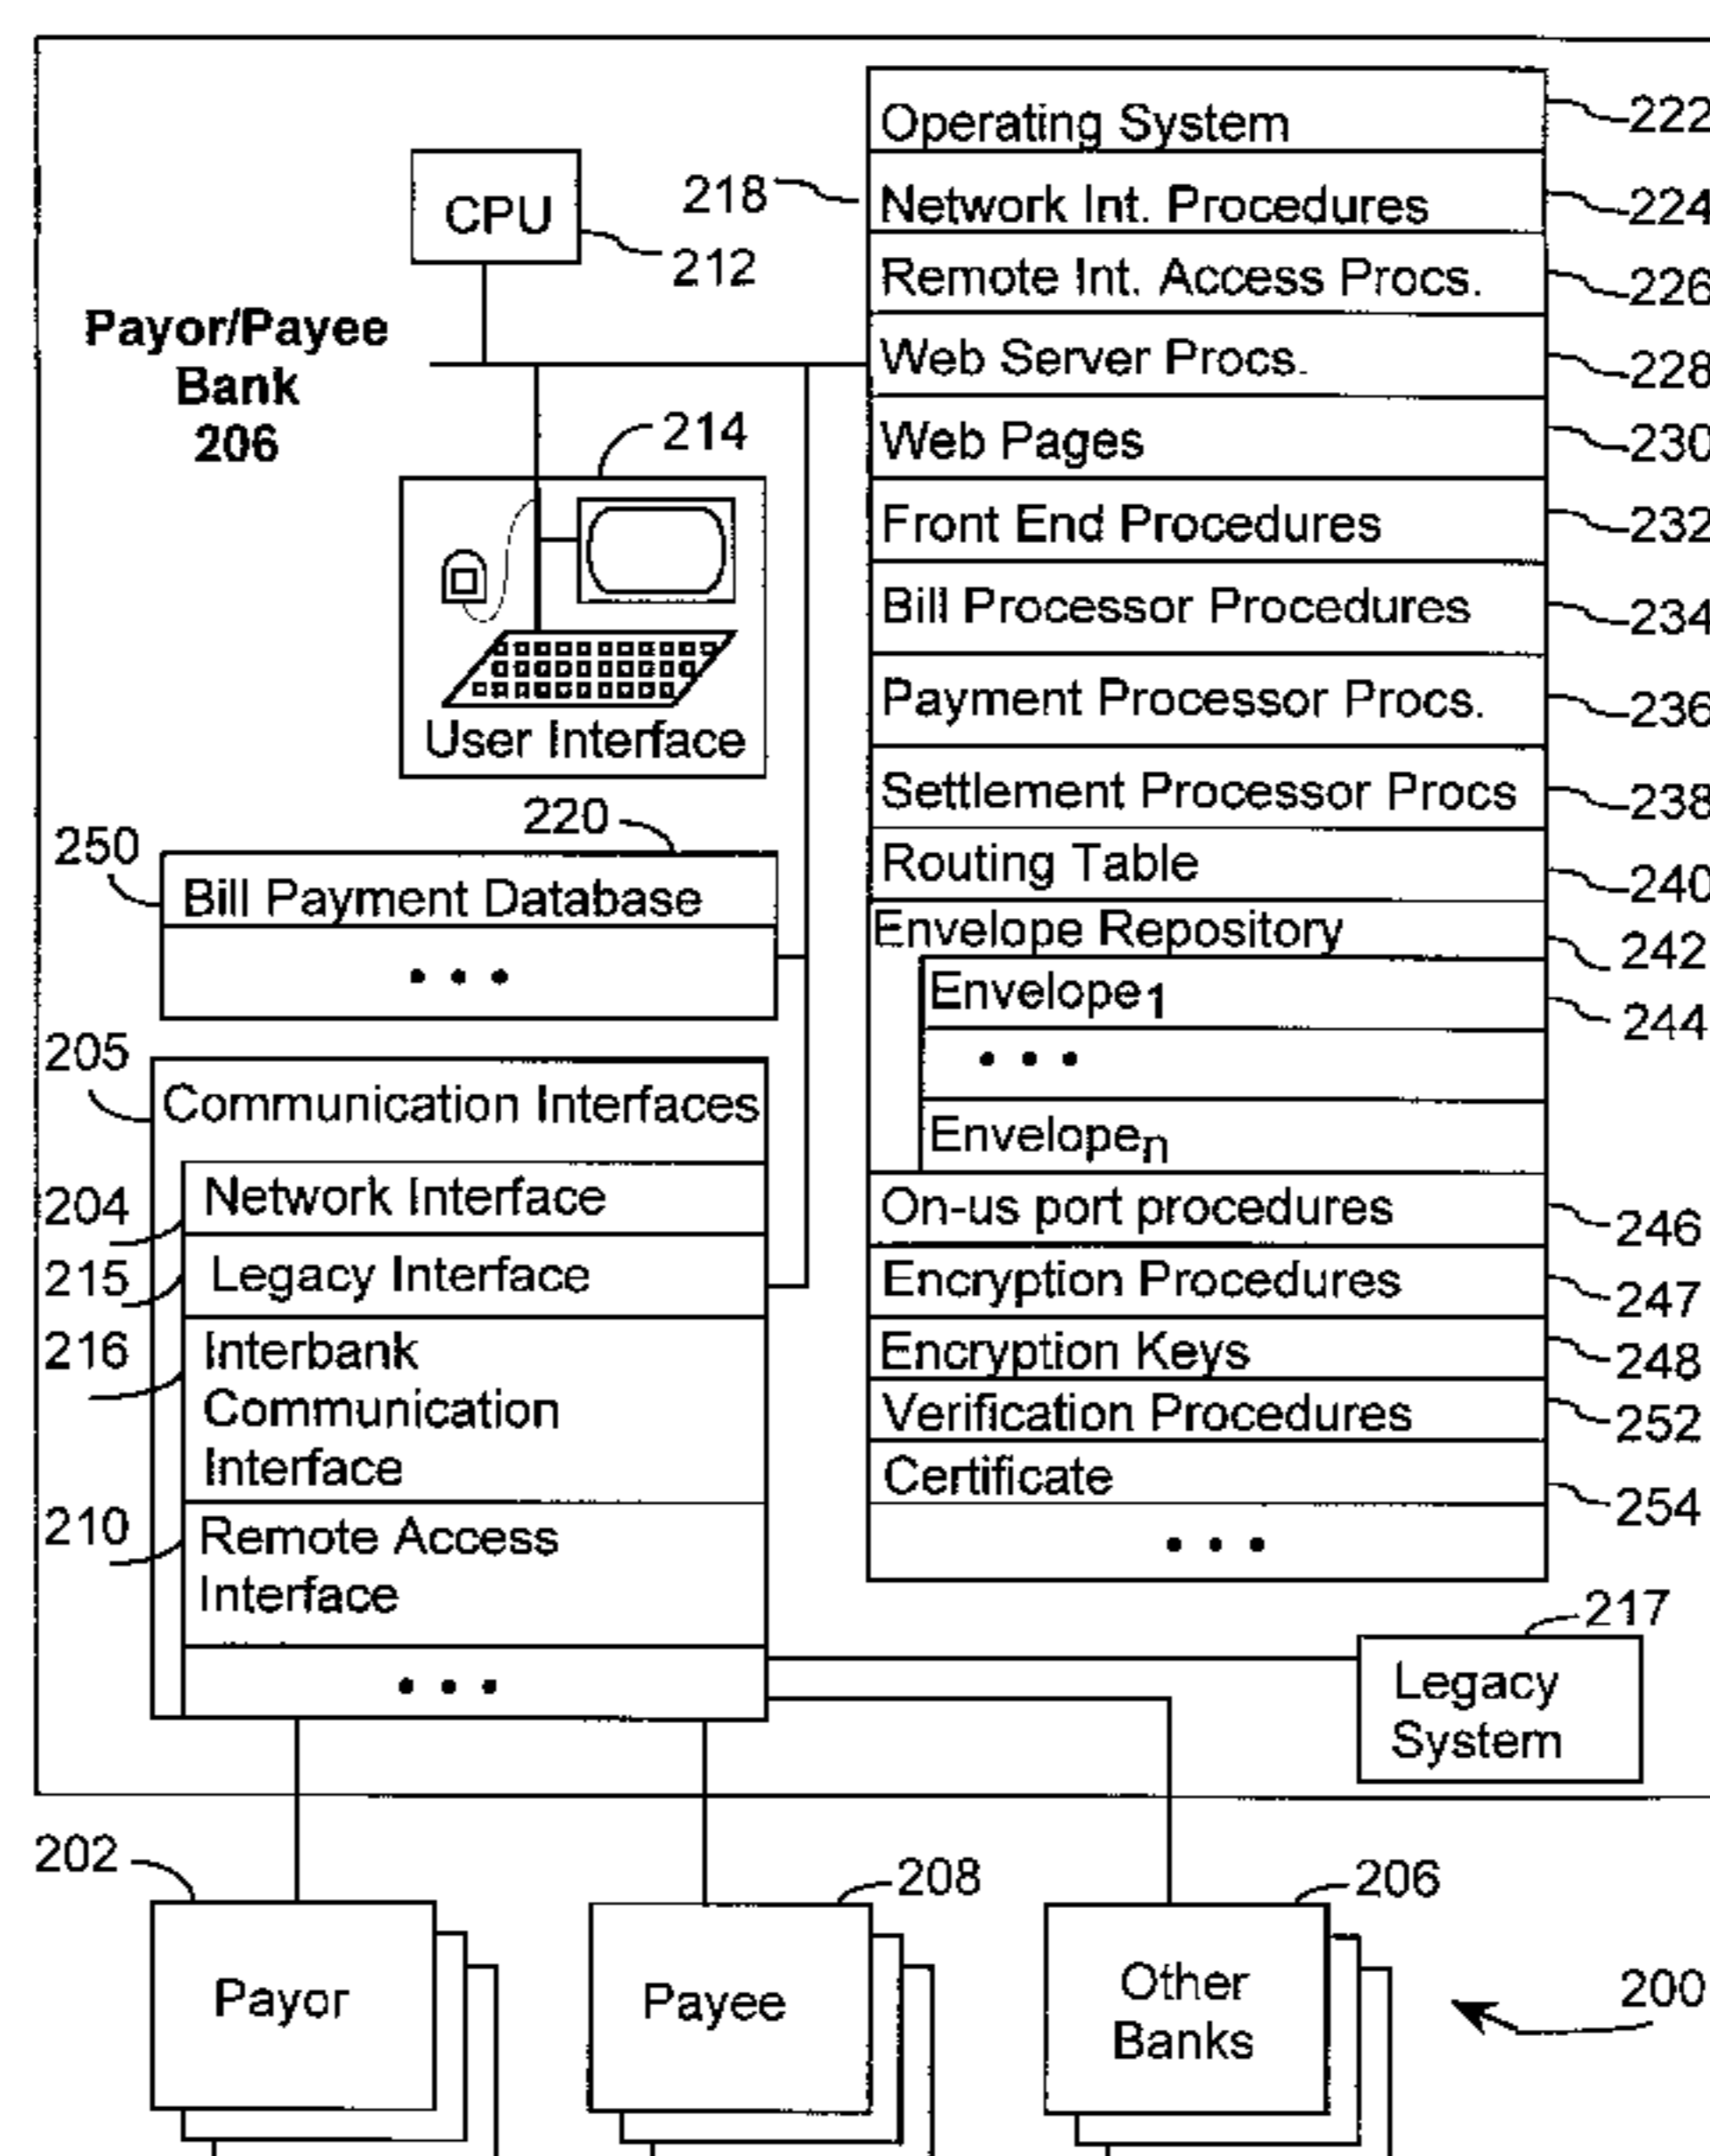 Operating System
222
CPU
212
218
Network Int. Procedures
224
Remote Int. Access Procs.
226
Payor/Payee
Bank
206
Web Server Procs.
228
Web Pages
230
214
User Interface
Front End Procedures
232
Bill Processor Procedures
234
Payment Processor Procs.
236
Settlement Processor Procs
238
220
250
Bill Payment Database
• • •
Routing Table
240
Envelope Repository
242
Envelope1
244
• • •
Envelopen
205
Communication Interfaces
204
Network Interface
215
Legacy Interface
216
Interbank
Communication
Interface
210
Remote Access
Interface
• • •
On-us port procedures
246
Encryption Procedures
247
Encryption Keys
248
Verification Procedures
252
Certificate
254
• • •
217
Legacy
System
202
Payor
208
Payee
206
Other
Banks
200